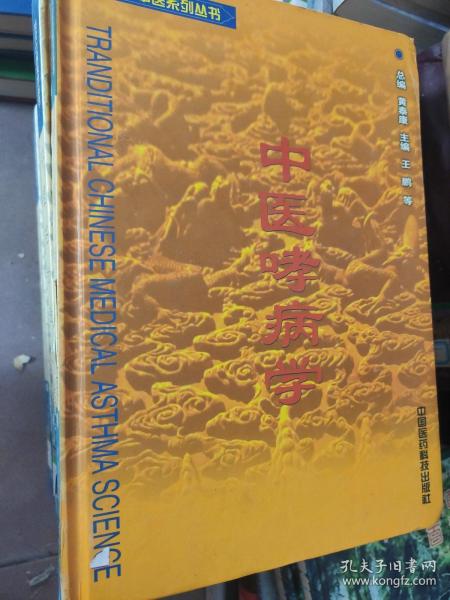 医系列丛书
TRANDITIONAL CHINESE MEDICAL ASTHMA SCIENCE
总编 黄泰康 主编 王鹏 等
中医哮病学
中国医药科技出版社
孔夫子旧书网
www.kongfz.com